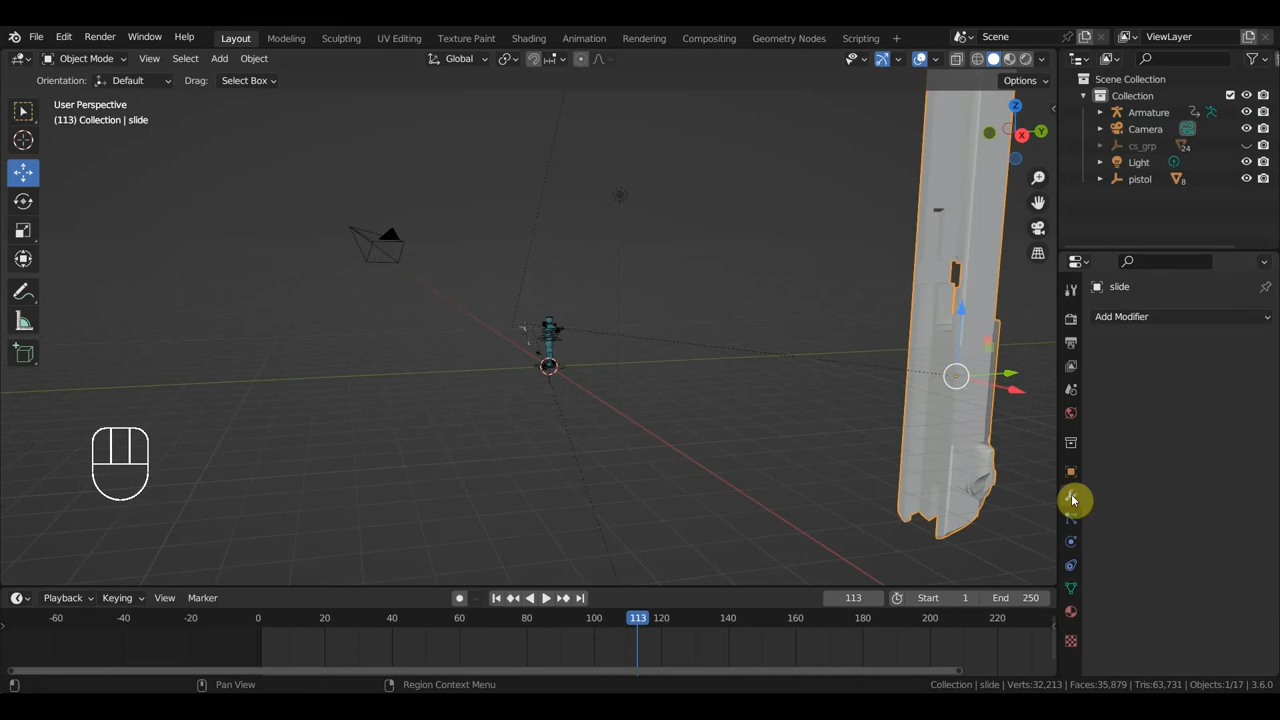 File Edit Render Window Help Layout Modeling Sculpting UV Editing Texture Paint Shading Animation Rendering Compositing Geometry Nodes Scripting + Scene ViewLayer
Object Mode View Select Add Object Global
Orientation: Default Drag: Select Box Options
User Perspective
(113) Collection | slide
Z
Y
X
Scene Collection
Collection
Armature
Camera
cs_grp 24
Light
pistol 8
slide
Add Modifier
Playback Keying View Marker 113 Start 1 End 250
-60 -40 -20 0 20 40 60 80 100 113 120 140 160 180 200 220
Pan View Region Context Menu Collection | slide | Verts:32,213 | Faces:35,879 | Tris:63,731 | Objects:1/17 | 3.6.0